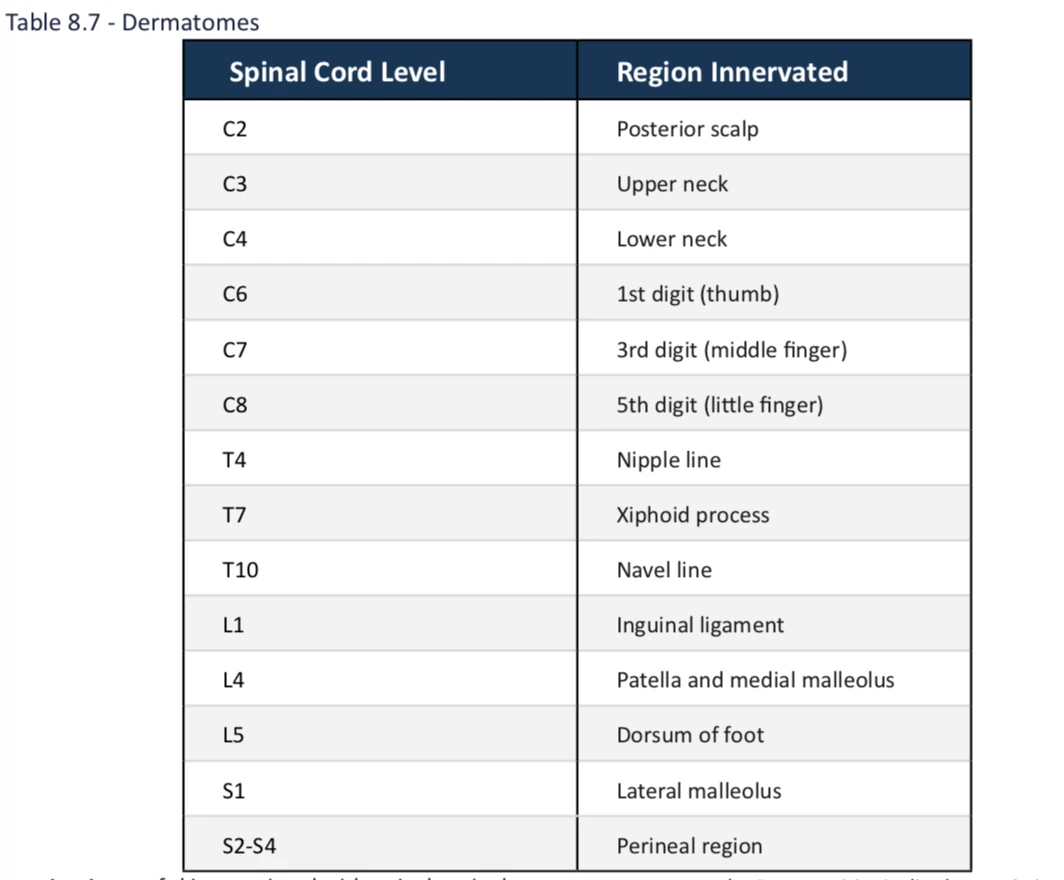 Table 8.7 - Dermatomes
Spinal Cord Level Region Innervated
C2 Posterior scalp
C3 Upper neck
C4 Lower neck
C6 1st digit (thumb)
C7 3rd digit (middle finger)
C8 5th digit (little finger)
T4 Nipple line
T7 Xiphoid process
T10 Navel line
L1 Inguinal ligament
L4 Patella and medial malleolus
L5 Dorsum of foot
S1 Lateral malleolus
S2-S4 Perineal region